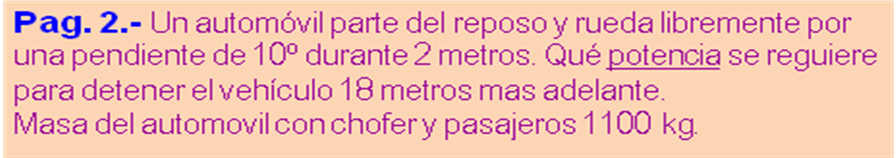 Pag. 2.- Un automóvil parte del reposo y rueda libremente por
una pendiente de 10º durante 2 metros. Qué potencia se reguiere
para detener el vehículo 18 metros mas adelante.
Masa del automovil con chofer y pasajeros 1100 kg.